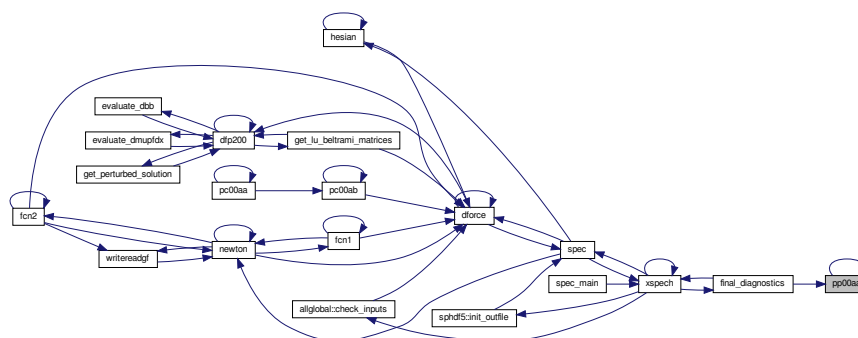 hesian
evaluate_dbb
evaluate_dmupfdx
dfp200
get_lu_beltrami_matrices
get_perturbed_solution
pc00aa
pc00ab
fcn2
dforce
fcn1
newton
writereadgf
spec
spec_main
xspech
final_diagnostics
pp00aa
allglobal::check_inputs
sphdf5::init_outfile